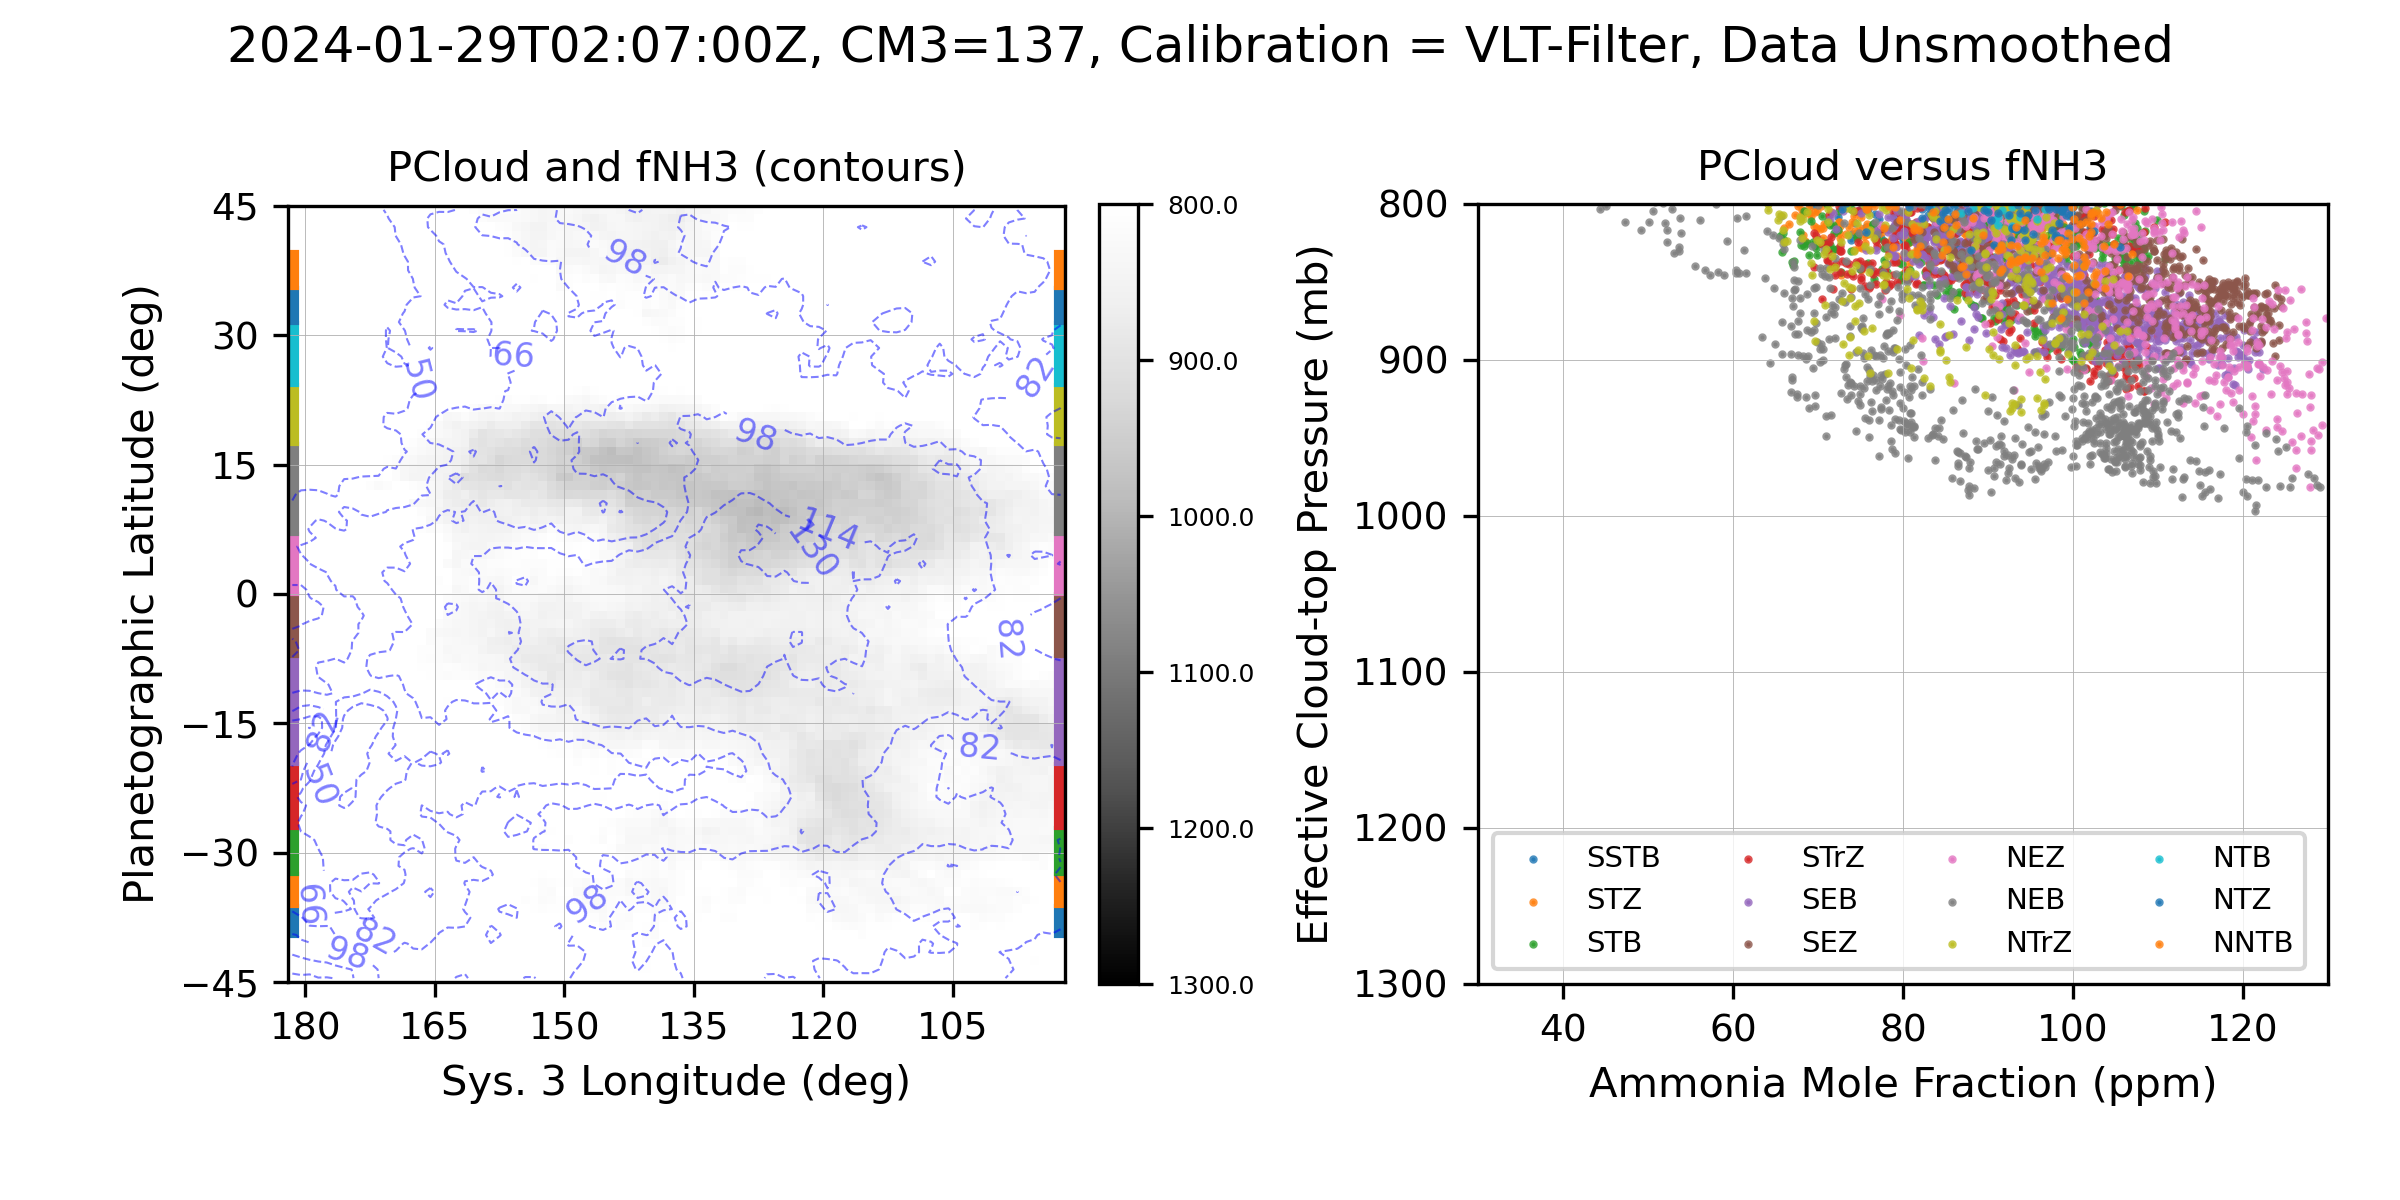 2024-01-29T02:07:00Z, CM3=137, Calibration = VLT-Filter, Data Unsmoothed
PCloud and fNH3 (contours)
Planetographic Latitude (deg)
45
30
15
0
−15
−30
−45
98
66
50
82
98
114
130
82
82
82
50
66
98
82
98
180 165 150 135 120 105
Sys. 3 Longitude (deg)
800.0
900.0
1000.0
1100.0
1200.0
1300.0
PCloud versus fNH3
Effective Cloud-top Pressure (mb)
800
900
1000
1100
1200
1300
SSTB STrZ NEZ NTB
STZ SEB NEB NTZ
STB SEZ NTrZ NNTB
40 60 80 100 120
Ammonia Mole Fraction (ppm)